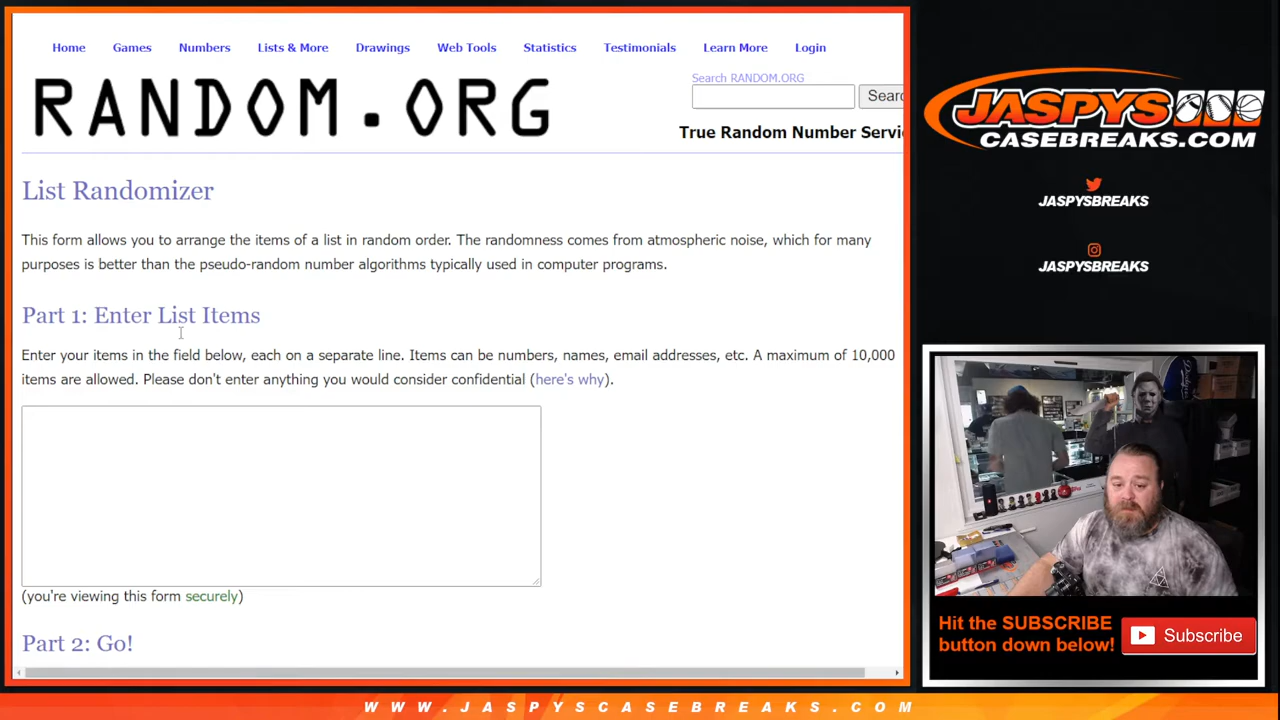 Home Games Numbers Lists & More Drawings Web Tools Statistics Testimonials Learn More Login
RANDOM.ORG
Search RANDOM.ORG
Searc
True Random Number Servi
List Randomizer
This form allows you to arrange the items of a list in random order. The randomness comes from atmospheric noise, which for many
purposes is better than the pseudo-random number algorithms typically used in computer programs.
Part 1: Enter List Items
Enter your items in the field below, each on a separate line. Items can be numbers, names, email addresses, etc. A maximum of 10,000
items are allowed. Please don't enter anything you would consider confidential (here's why).
(you're viewing this form securely)
Part 2: Go!
JASPYS
CASEBREAKS.COM
JASPYSBREAKS
JASPYSBREAKS
Dodgers
Hit the SUBSCRIBE
button down below!
Subscribe
WWW.JASPYSCASEBREAKS.COM